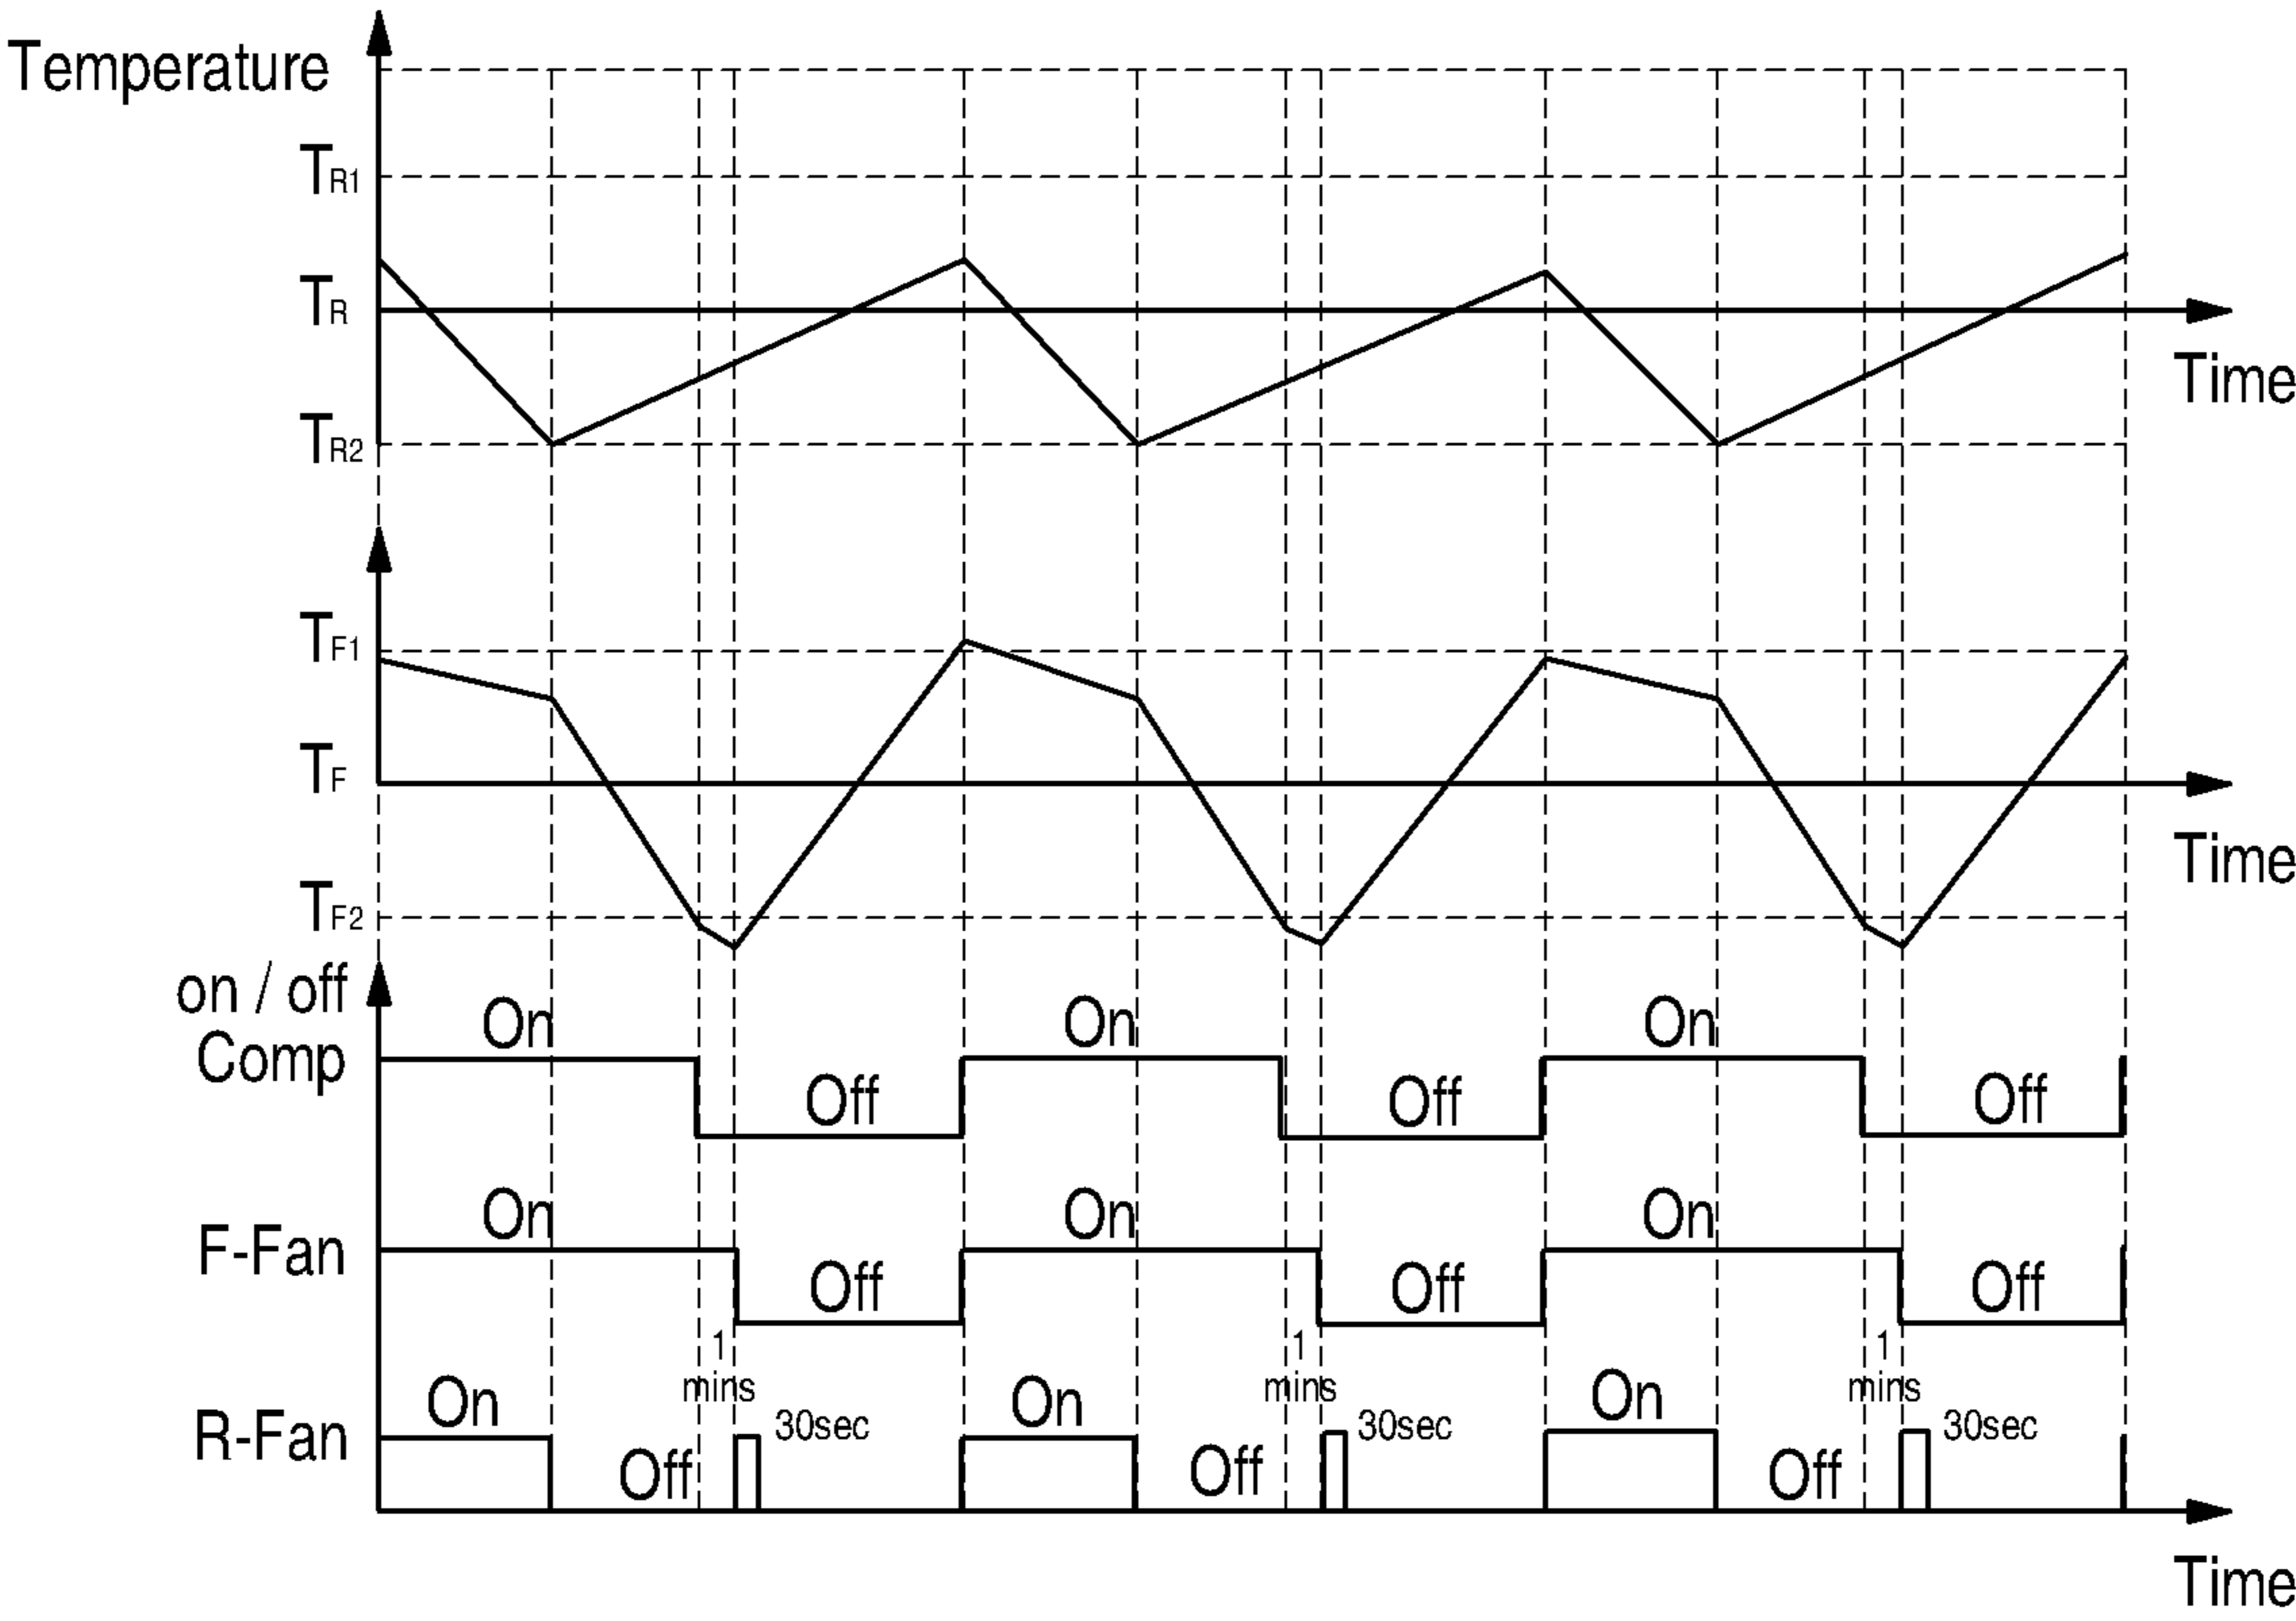 Temperature
TR1
TR
Time
TR2
TF1
TF
Time
TF2
on / off
Comp
On Off On Off On Off
F-Fan
On Off On Off On Off
1 mins 1 mins 1 mins
R-Fan
On Off 30sec On Off 30sec On Off 30sec
Time